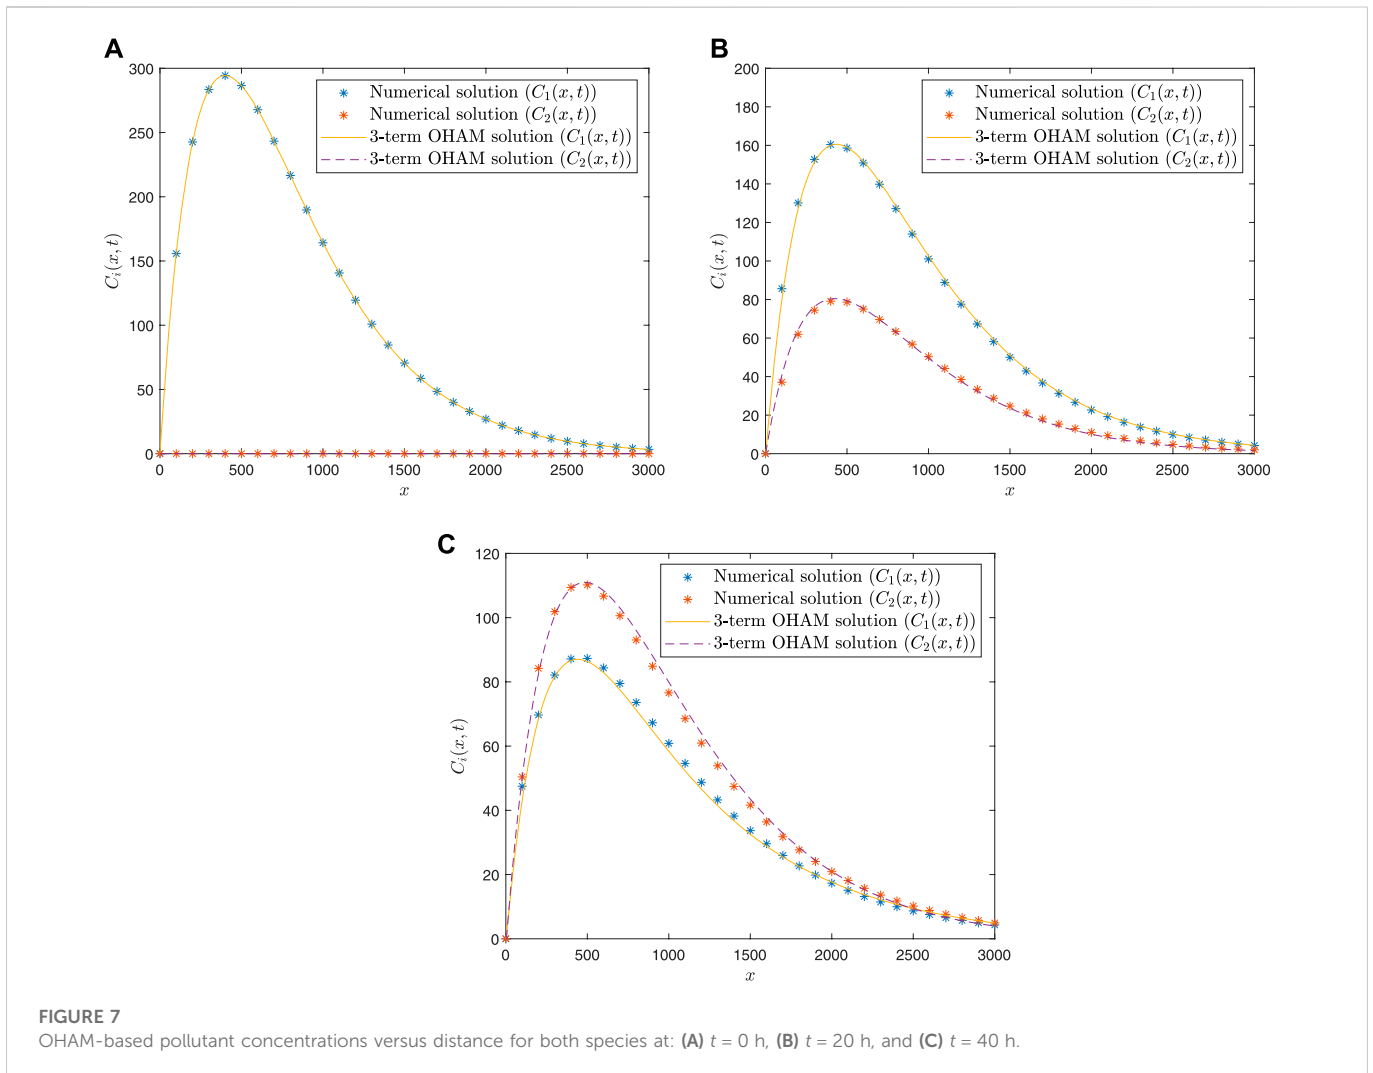 A
300
250
200
150
100
50
0
0 500 1000 1500 2000 2500 3000
C_i(x, t)
x
Numerical solution (C_1(x, t))
Numerical solution (C_2(x, t))
3-term OHAM solution (C_1(x, t))
3-term OHAM solution (C_2(x, t))
B
200
180
160
140
120
100
80
60
40
20
0
0 500 1000 1500 2000 2500 3000
C_i(x, t)
x
Numerical solution (C_1(x, t))
Numerical solution (C_2(x, t))
3-term OHAM solution (C_1(x, t))
3-term OHAM solution (C_2(x, t))
C
120
100
80
60
40
20
0
0 500 1000 1500 2000 2500 3000
C_i(x, t)
x
Numerical solution (C_1(x, t))
Numerical solution (C_2(x, t))
3-term OHAM solution (C_1(x, t))
3-term OHAM solution (C_2(x, t))
FIGURE 7
OHAM-based pollutant concentrations versus distance for both species at: (A) t = 0 h, (B) t = 20 h, and (C) t = 40 h.